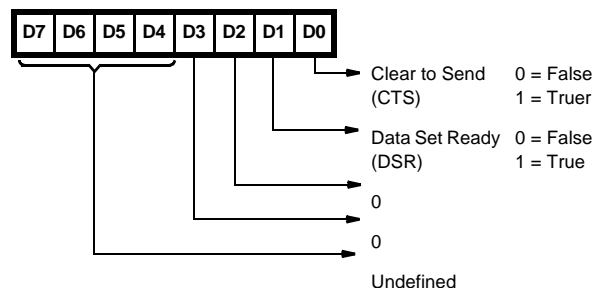 D7 D6 D5 D4 D3 D2 D1 D0
Clear to Send 0 = False
(CTS) 1 = Truer
Data Set Ready 0 = False
(DSR) 1 = True
0
0
Undefined